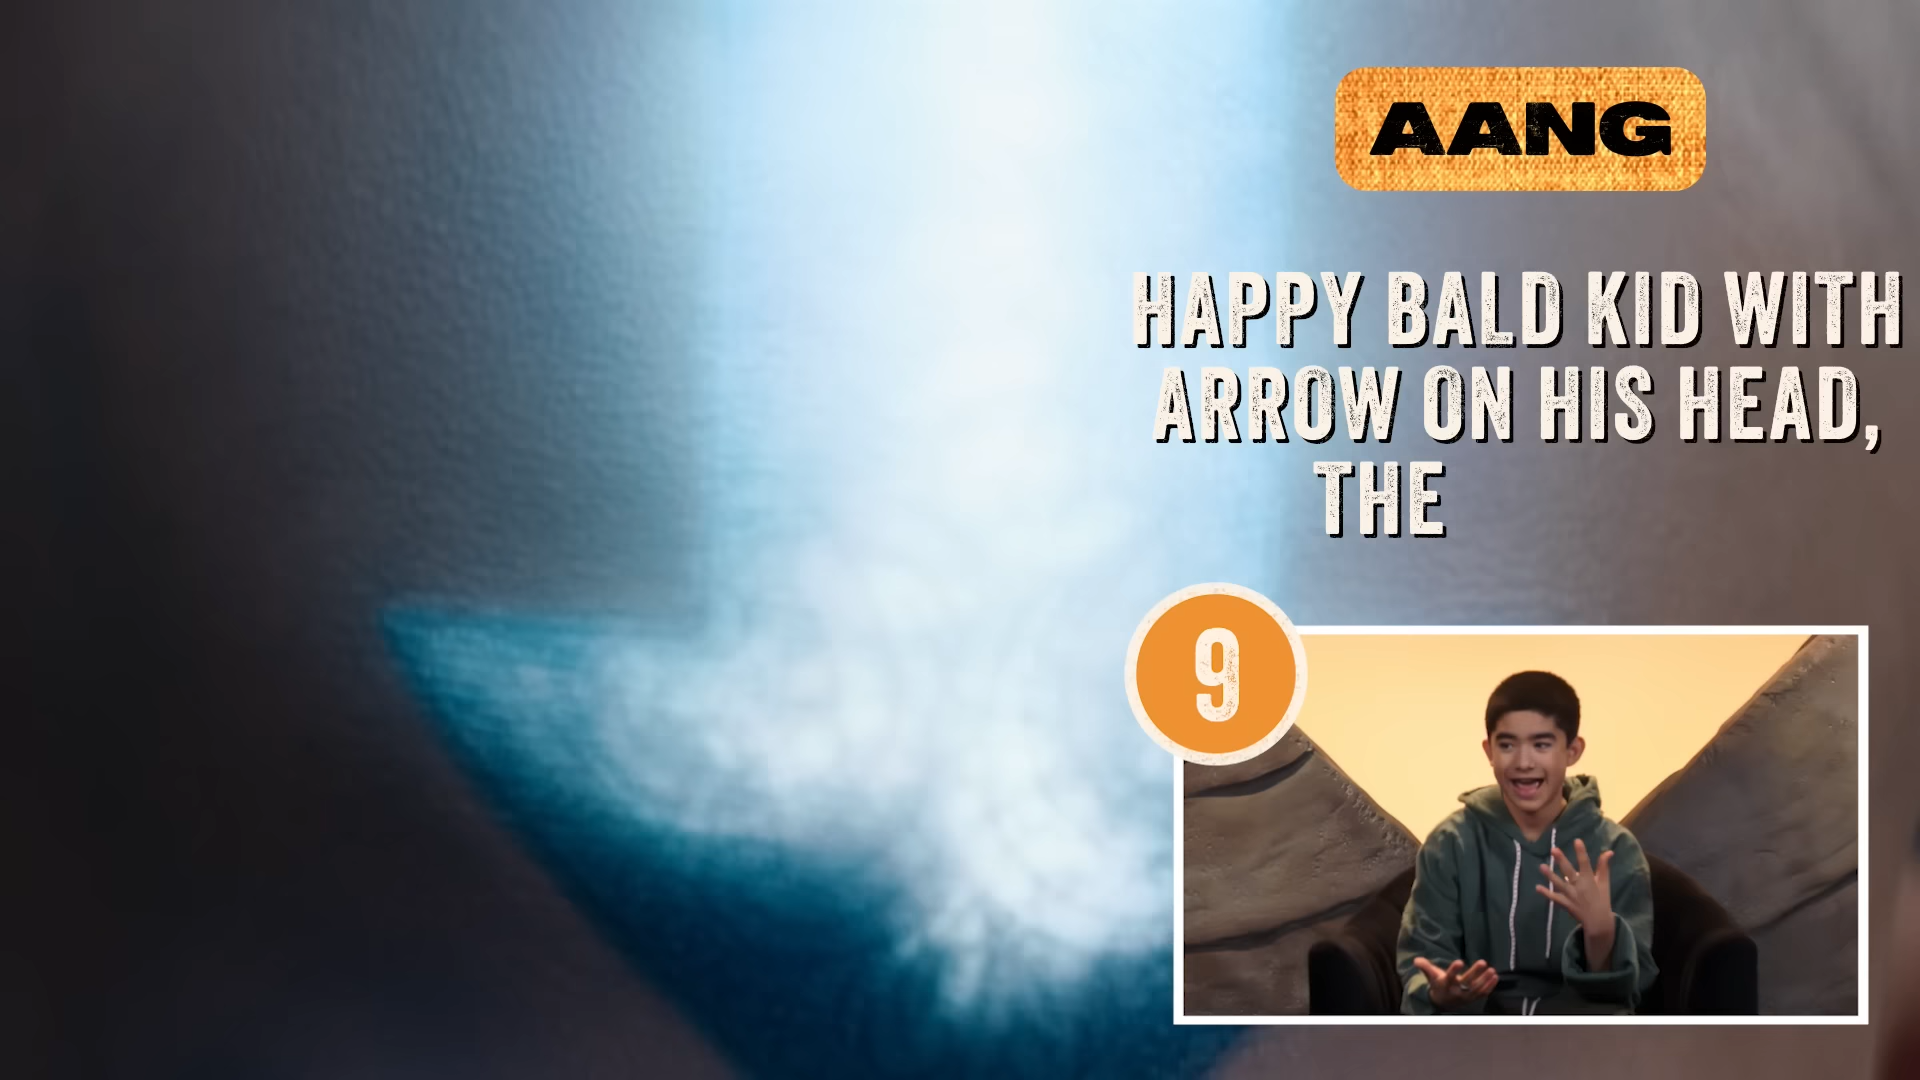 AANG
HAPPY BALD KID WITH
ARROW ON HIS HEAD,
THE
9